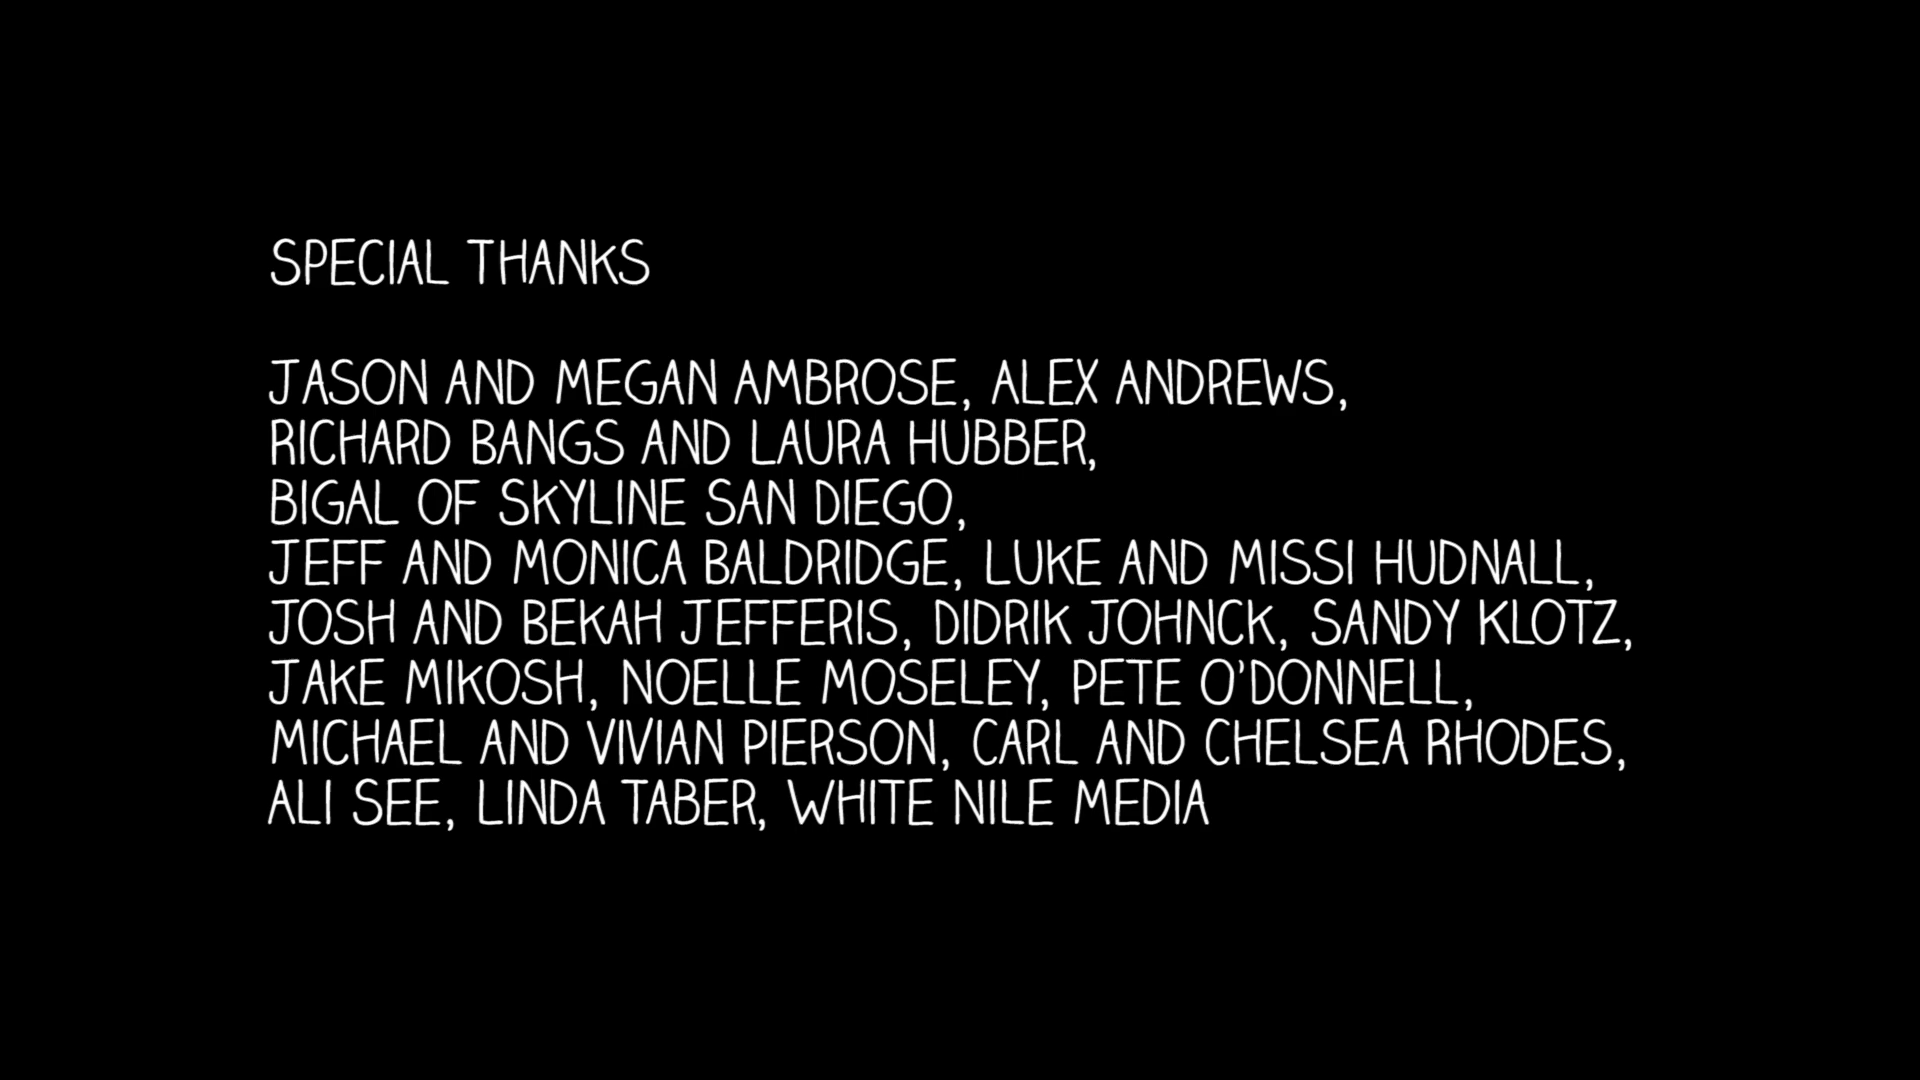 SPECIAL THANKS
JASON AND MEGAN AMBROSE, ALEX ANDREWS,
RICHARD BANGS AND LAURA HUBBER,
BIGAL OF SKYLINE SAN DIEGO,
JEFF AND MONICA BALDRIDGE, LUKE AND MISSI HUDNALL,
JOSH AND BEKAH JEFFERIS, DIDRIK JOHNCK, SANDY KLOTZ,
JAKE MIKOSH, NOELLE MOSELEY, PETE O'DONNELL,
MICHAEL AND VIVIAN PIERSON, CARL AND CHELSEA RHODES,
ALI SEE, LINDA TABER, WHITE NILE MEDIA